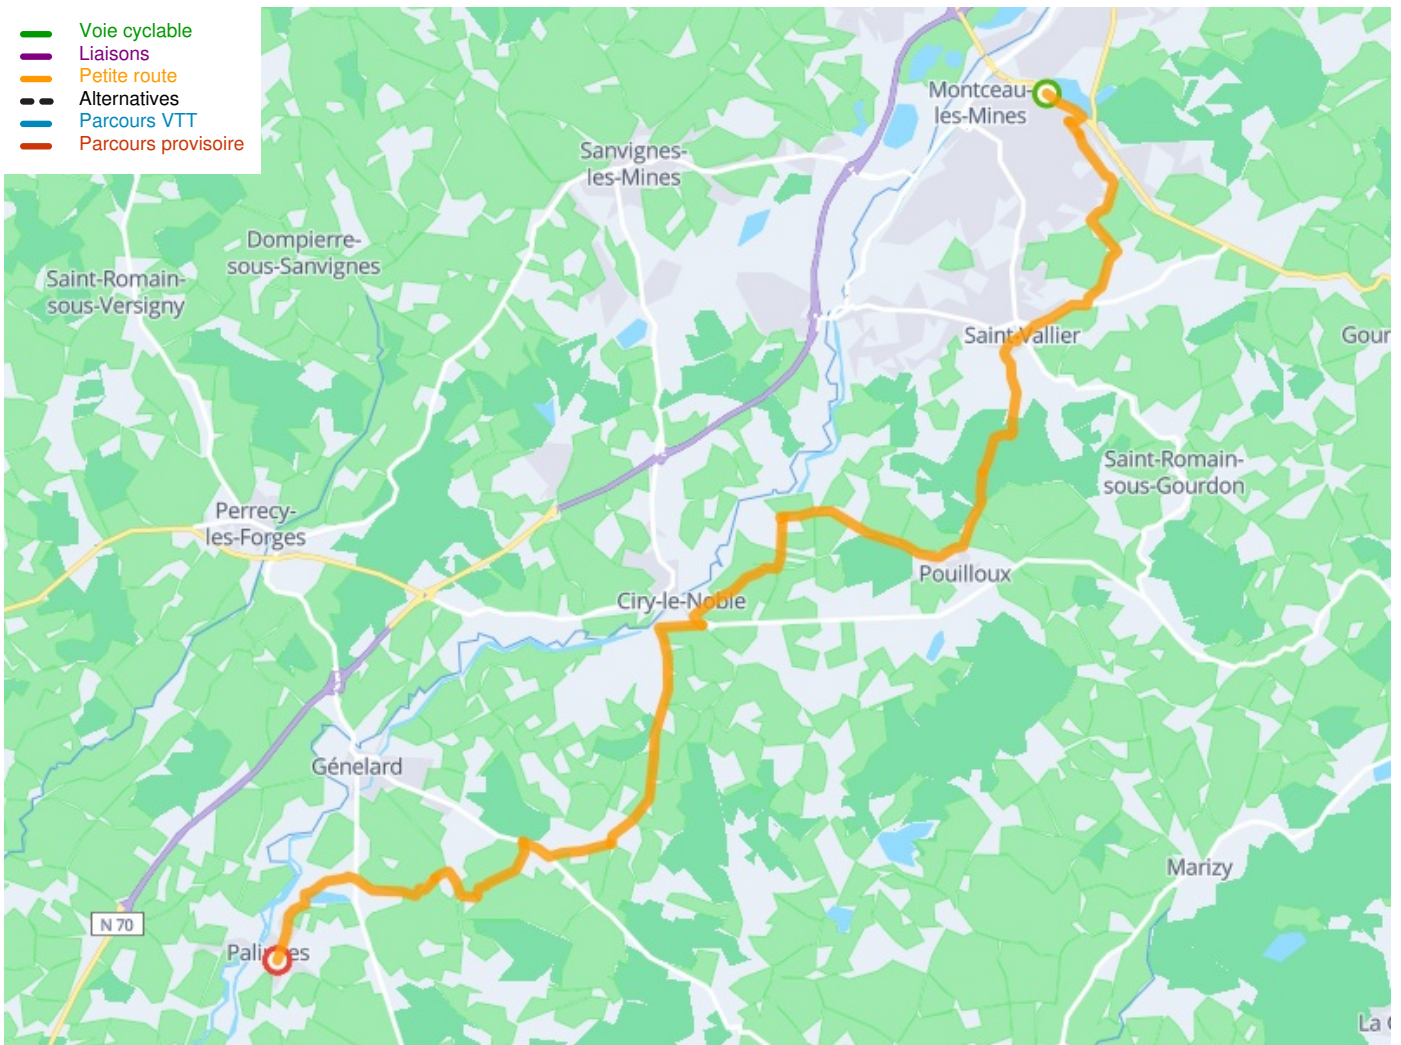 Voie cyclable
Liaisons
Petite route
Alternatives
Parcours VTT
Parcours provisoire
Montceau-
les-Mines
Sanvignes-
les-Mines
Dompierre-
sous-Sanvignes
Saint-Romain-
sous-Versigny
Saint-Vallier
Gour
Saint-Romain-
sous-Gourdon
Perrecy-
les-Forges
Pouilloux
Ciry-le-Noble
Génelard
Marizy
N 70
Palinges
La